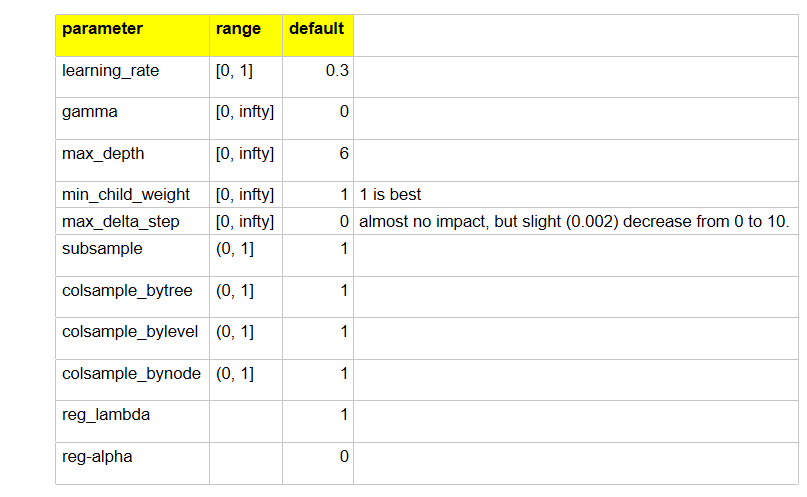 parameter range default
learning_rate [0, 1] 0.3
gamma [0, infty] 0
max_depth [0, infty] 6
min_child_weight [0, infty] 1 1 is best
max_delta_step [0, infty] 0 almost no impact, but slight (0.002) decrease from 0 to 10.
subsample (0, 1] 1
colsample_bytree (0, 1] 1
colsample_bylevel (0, 1] 1
colsample_bynode (0, 1] 1
reg_lambda 1
reg-alpha 0